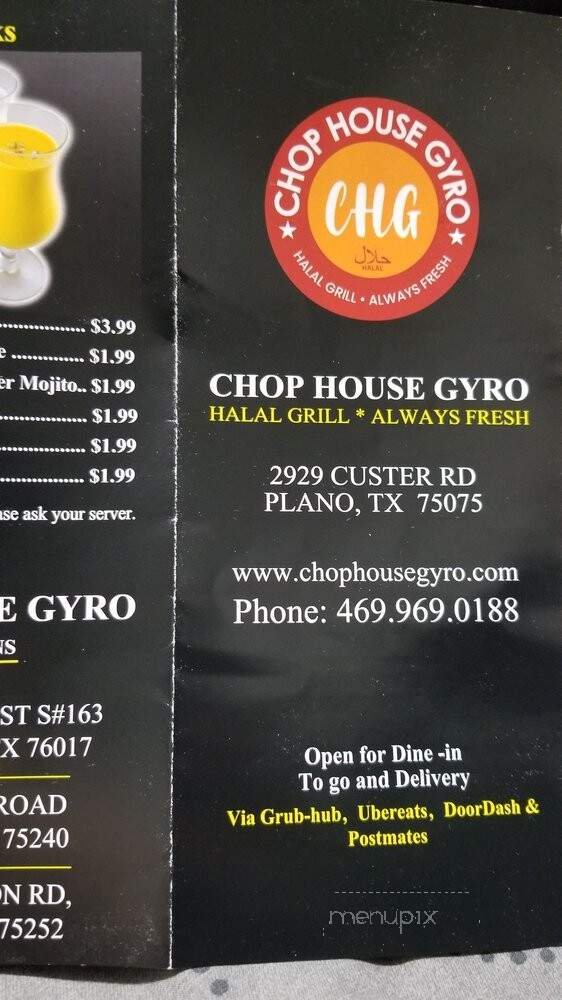 ks
$3.99
e .............. $1.99
er Mojito.. $1.99
$1.99
$1.99
$1.99
ase ask your server.
E GYRO
NS
ST S#163
X 76017
ROAD
75240
ON RD,
75252
CHOP HOUSE GYRO
CHG
حلال
HALAL
HALAL GRILL • ALWAYS FRESH
CHOP HOUSE GYRO
HALAL GRILL * ALWAYS FRESH
2929 CUSTER RD
PLANO, TX 75075
www.chophousegyro.com
Phone: 469.969.0188
Open for Dine -in
To go and Delivery
Via Grub-hub, Ubereats, DoorDash &
Postmates
menupix